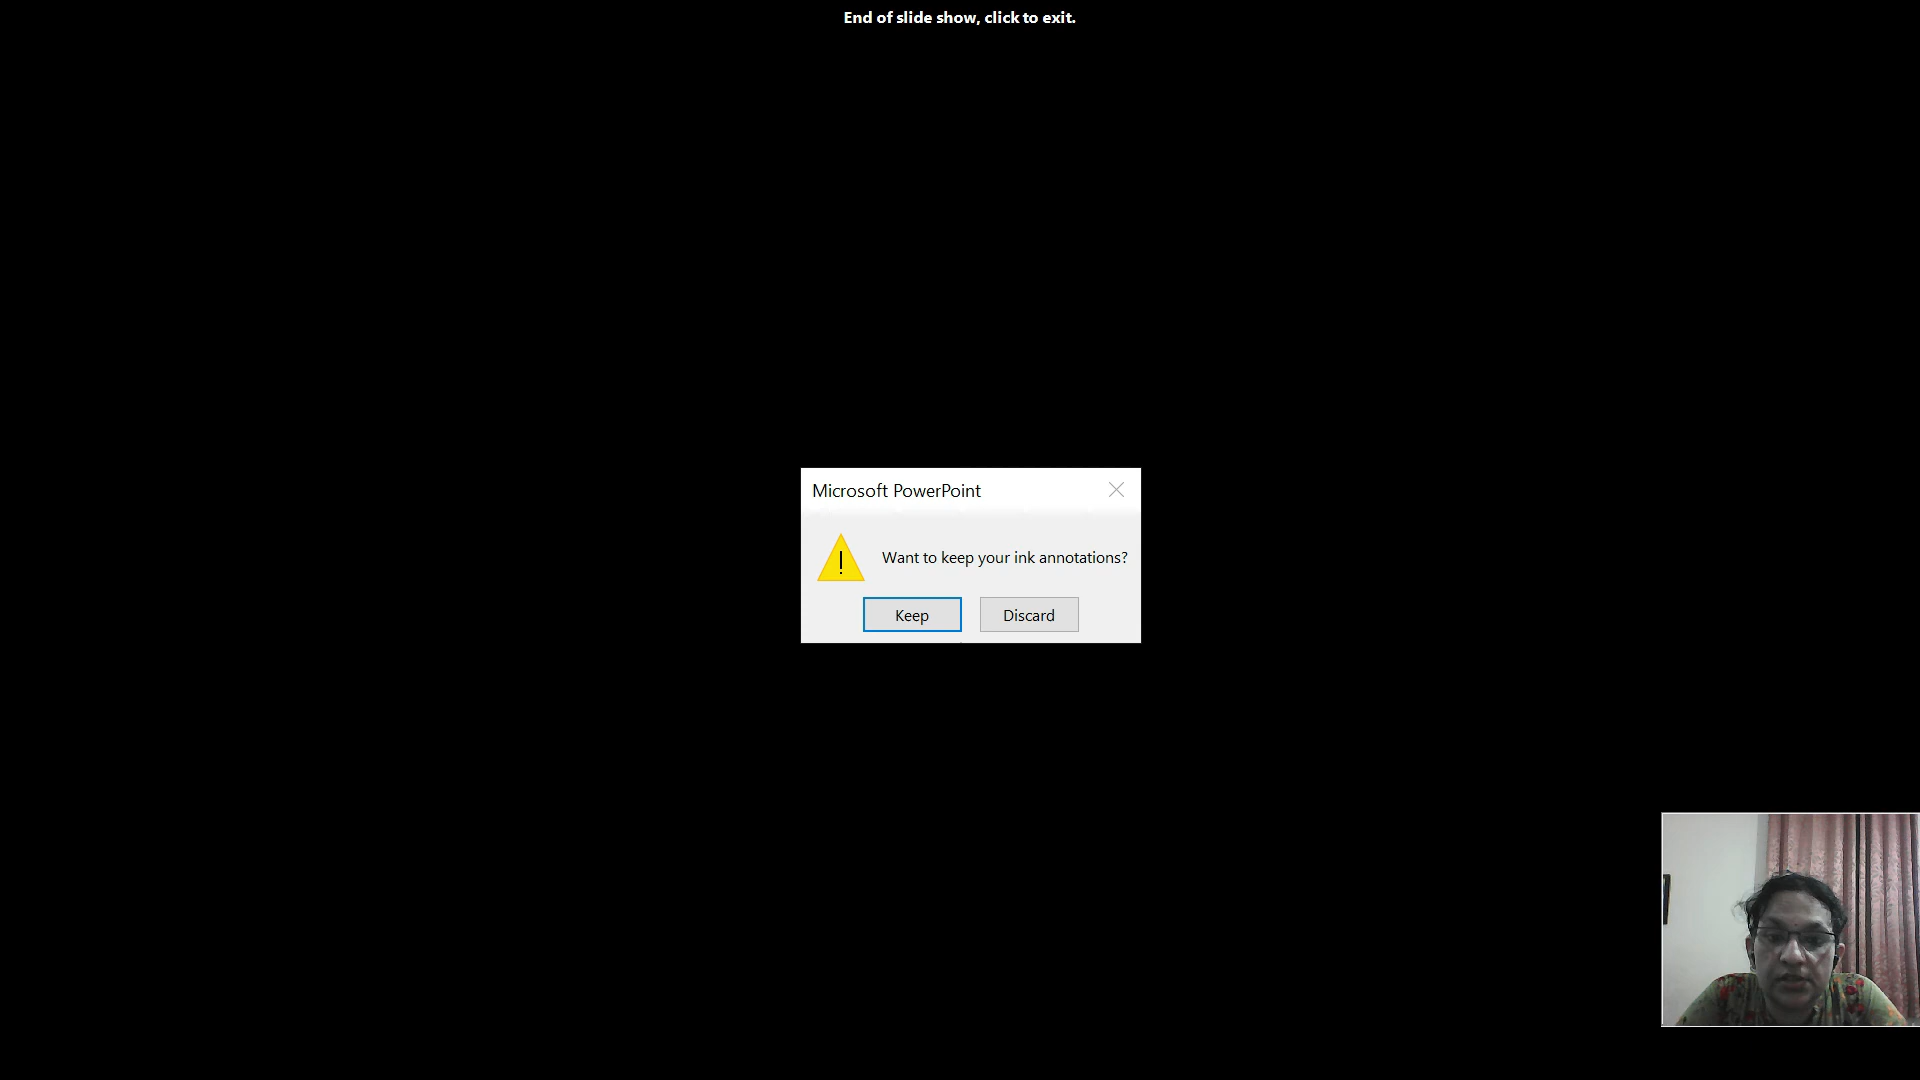 End of slide show, click to exit.
Microsoft PowerPoint
Want to keep your ink annotations?
Keep
Discard